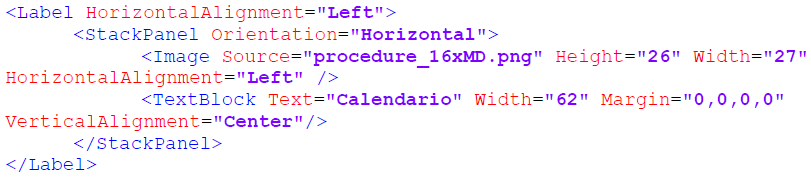 <Label HorizontalAlignment="Left">
<StackPanel Orientation="Horizontal">
<Image Source="procedure_16xMD.png" Height="26" Width="27"
HorizontalAlignment="Left" />
<TextBlock Text="Calendario" Width="62" Margin="0,0,0,0"
VerticalAlignment="Center"/>
</StackPanel>
</Label>